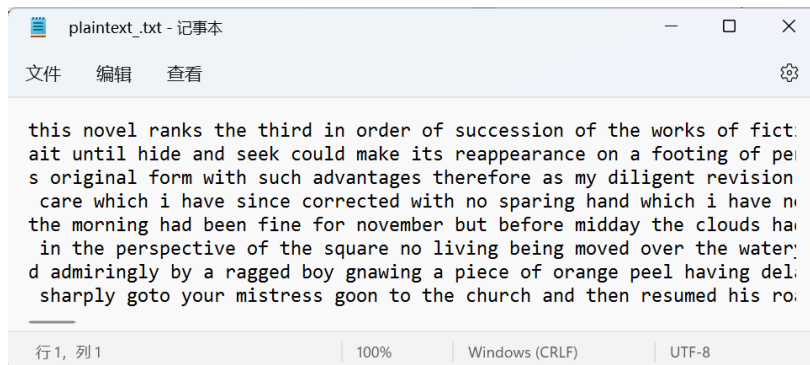 plaintext_.txt - 记事本
文件 编辑 查看
this novel ranks the third in order of succession of the works of
ait until hide and seek could make its reappearance on a footing of
s original form with such advantages therefore as my diligent revision
care which i have since corrected with no sparing hand which i have
the morning had been fine for november but before midday the clouds
in the perspective of the square no living being moved over the
d admiringly by a ragged boy gnawing a piece of orange peel having
sharply goto your mistress goon to the church and then resumed his
行 1, 列 1 100% Windows (CRLF) UTF-8